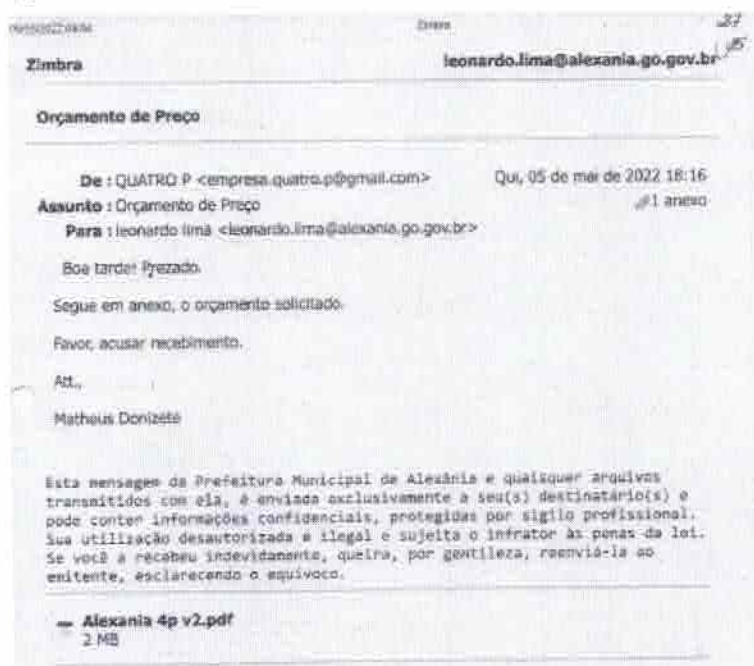 Zimbra
Zimbra
leonardo.lima@alexania.go.gov.br
Orçamento de Preço
De : QUATRO P <empresa.quatro.p@gmail.com>
Qui, 05 de mai de 2022 18:16
Assunto : Orçamento de Preço
1 anexo
Para : leonardo lima <leonardo.lima@alexania.go.gov.br>
Boa tarde! Prezado.
Segue em anexo, o orçamento solicitado.
Favor, acusar recebimento.
Att.,
Matheus Donizete
Esta mensagem da Prefeitura Municipal de Alexânia e quaisquer arquivos
transmitidos com ela, é enviada exclusivamente a seu(s) destinatário(s) e
pode conter informações confidenciais, protegidas por sigilo profissional.
Sua utilização desautorizada é ilegal e sujeita o infrator às penas da lei.
Se você a recebeu indevidamente, queira, por gentileza, reenviá-la ao
emitente, esclarecendo o equívoco.
Alexania 4p v2.pdf
2 MB